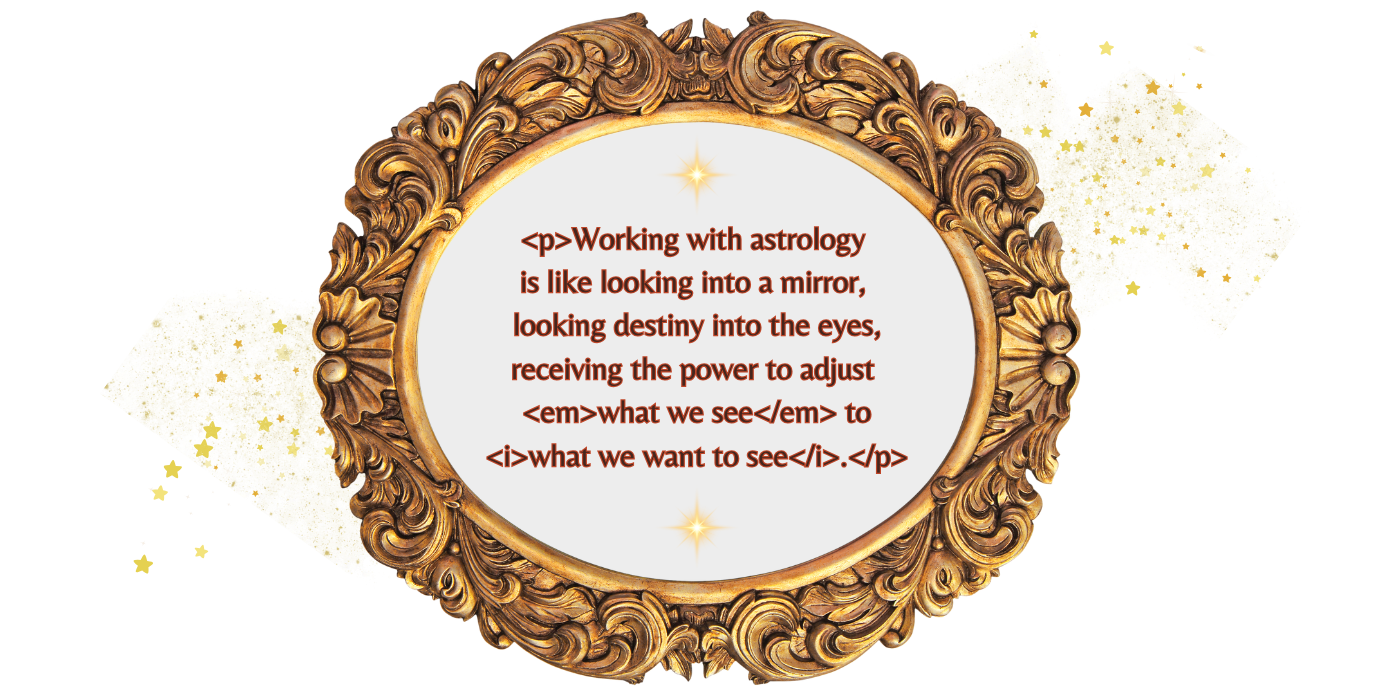 <p>Working with astrology
is like looking into a mirror,
looking destiny into the eyes,
receiving the power to adjust
<em>what we see</em> to
<i>what we want to see</i>.</p>